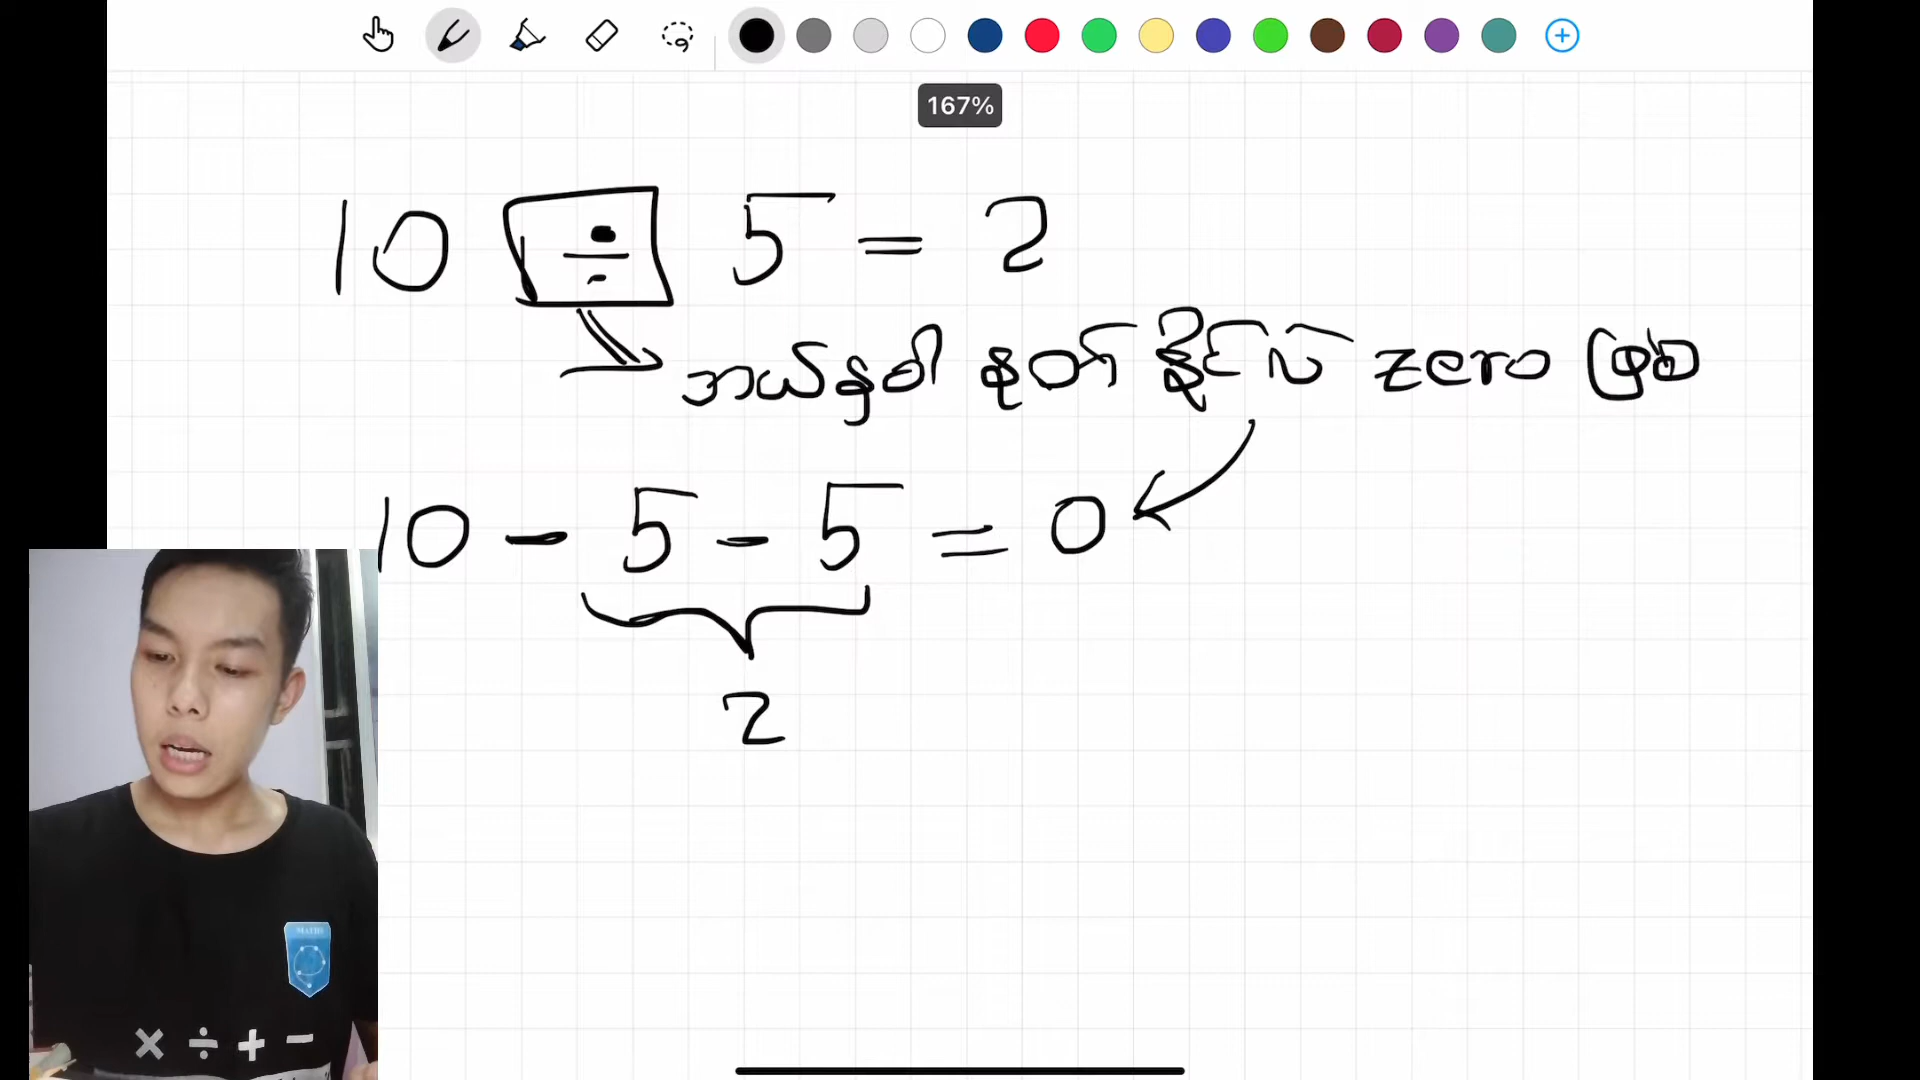 167%
10 ÷ 5 = 2
ဘယ်နှစ်ခါ နုတ် နိုင်ပြီး zero ဖြစ်
10 - 5 - 5 = 0
2
MATHS
× ÷ + −